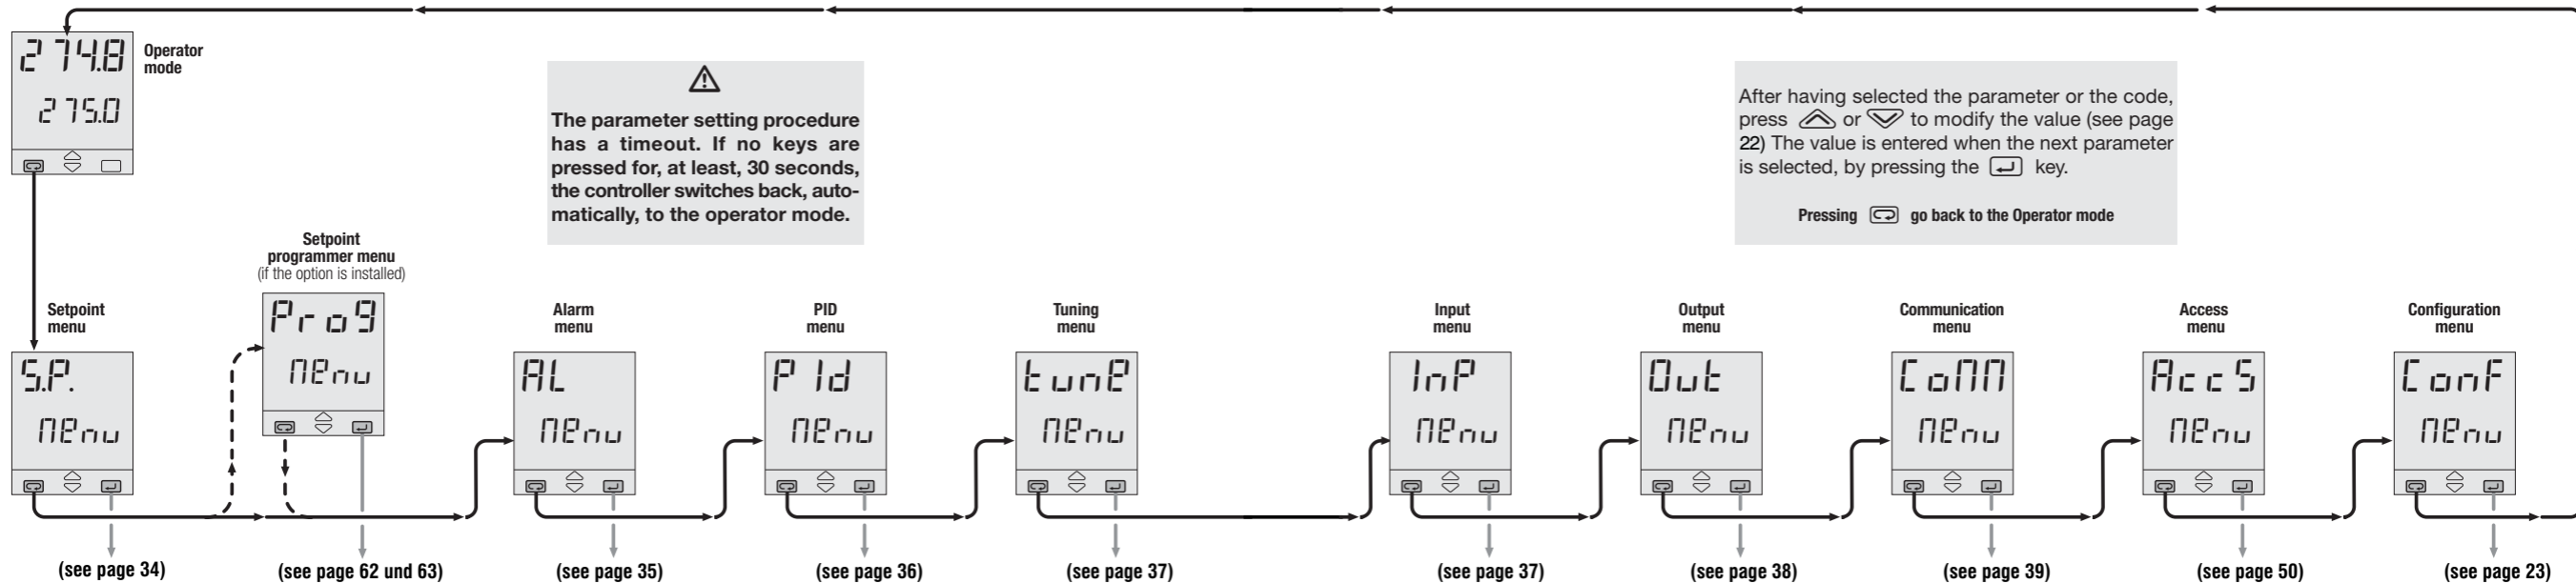 274.8
275.0
Operator
mode
The parameter setting procedure
has a timeout. If no keys are
pressed for, at least, 30 seconds,
the controller switches back, auto-
matically, to the operator mode.
After having selected the parameter or the code,
press or to modify the value (see page
22) The value is entered when the next parameter
is selected, by pressing the key.
Pressing go back to the Operator mode
Setpoint
menu
S.P.
MEnu
(see page 34)
Setpoint
programmer menu
(if the option is installed)
Prog
MEnu
(see page 62 und 63)
Alarm
menu
AL
MEnu
(see page 35)
PID
menu
PId
MEnu
(see page 36)
Tuning
menu
tunE
MEnu
(see page 37)
Input
menu
InP
MEnu
(see page 37)
Output
menu
Out
MEnu
(see page 38)
Communication
menu
CoMM
MEnu
(see page 39)
Access
menu
AccS
MEnu
(see page 50)
Configuration
menu
ConF
MEnu
(see page 23)